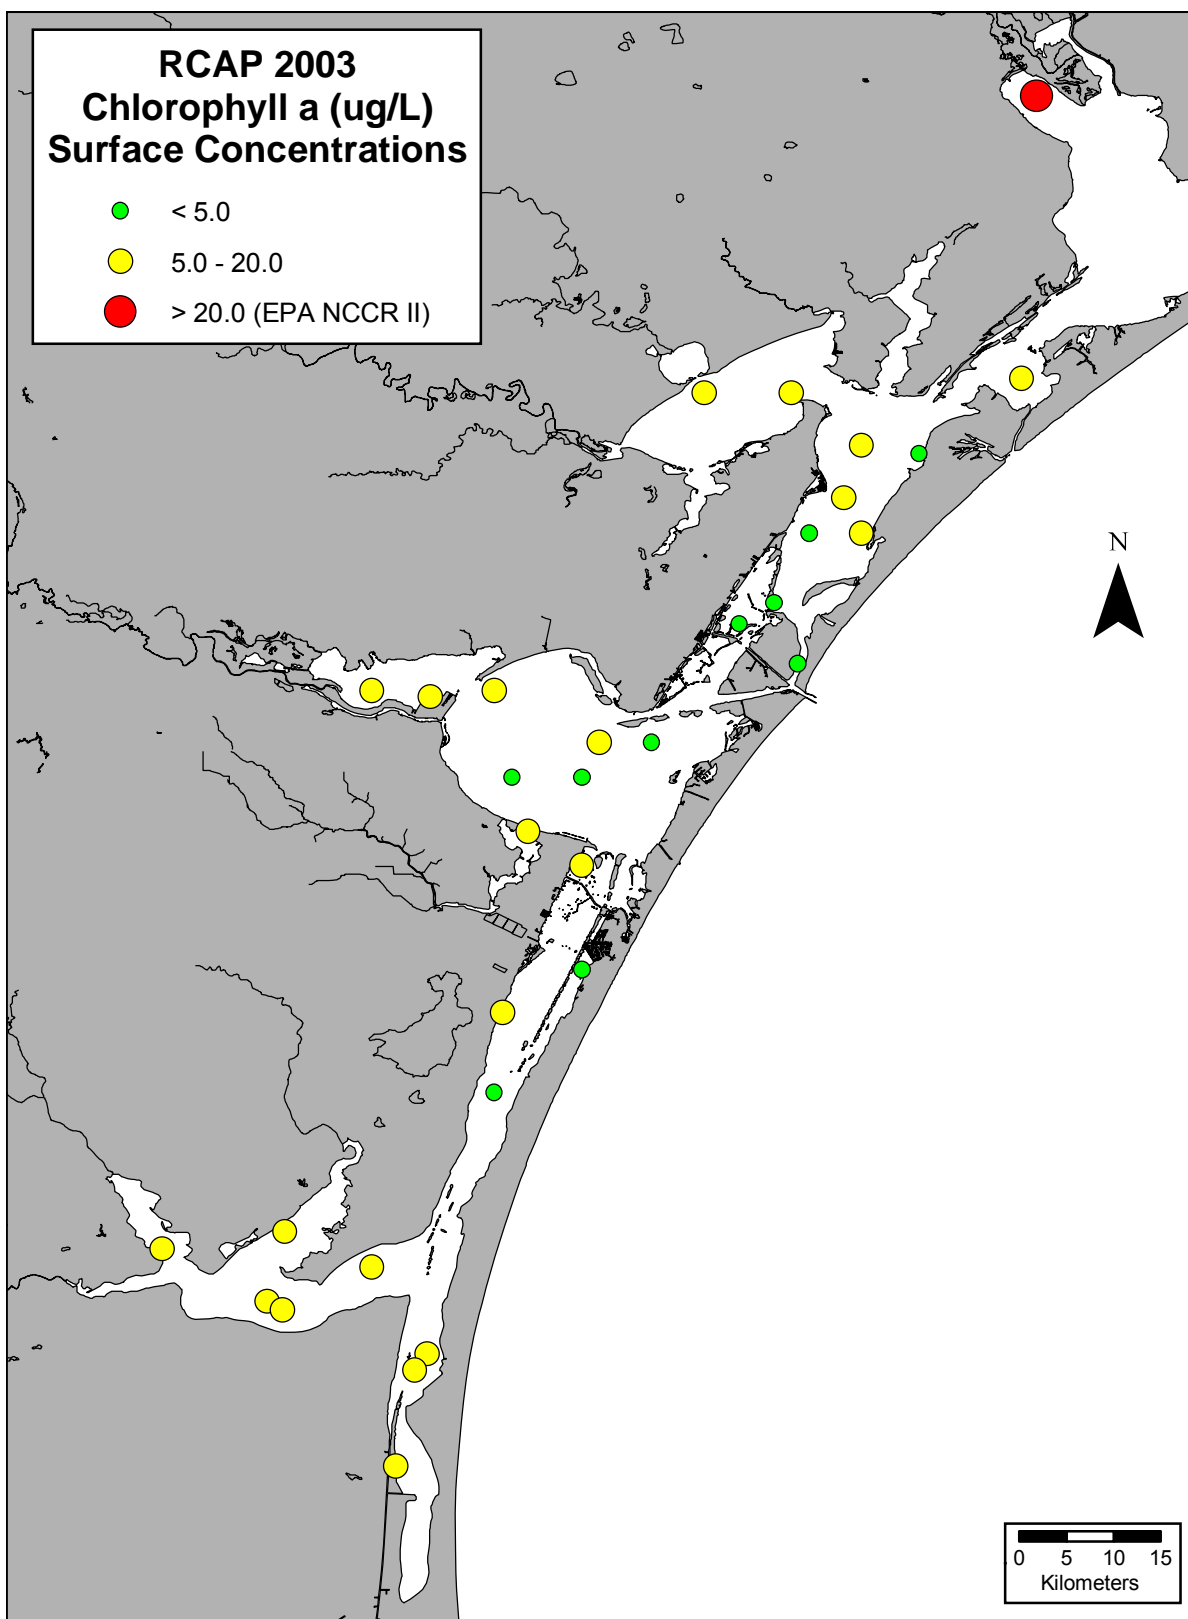 RCAP 2003
Chlorophyll a (ug/L)
Surface Concentrations
< 5.0
5.0 - 20.0
> 20.0 (EPA NCCR II)
N
0 5 10 15
Kilometers